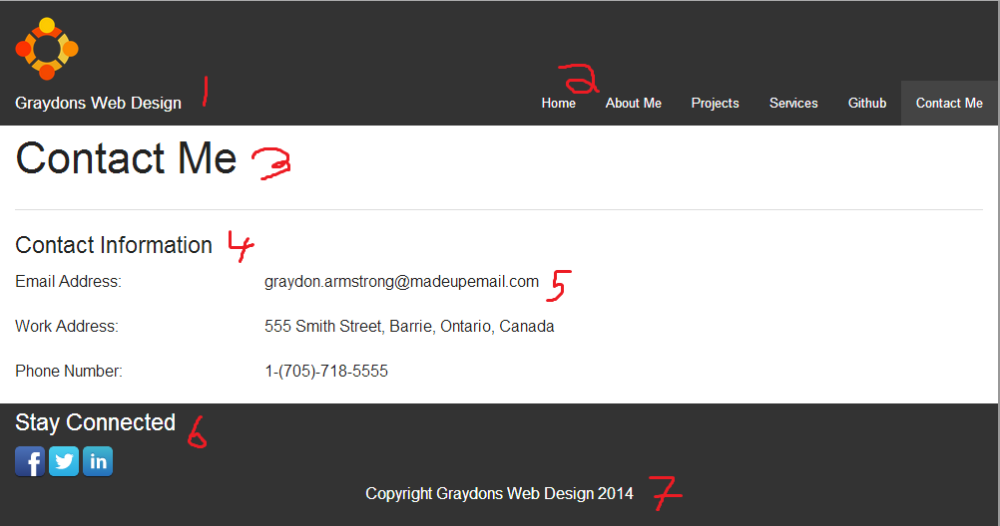 Graydons Web Design 1
2
Home About Me Projects Services Github Contact Me
Contact Me 3
Contact Information 4
Email Address: graydon.armstrong@madeupemail.com 5
Work Address: 555 Smith Street, Barrie, Ontario, Canada
Phone Number: 1-(705)-718-5555
Stay Connected 6
f in
Copyright Graydons Web Design 2014 7